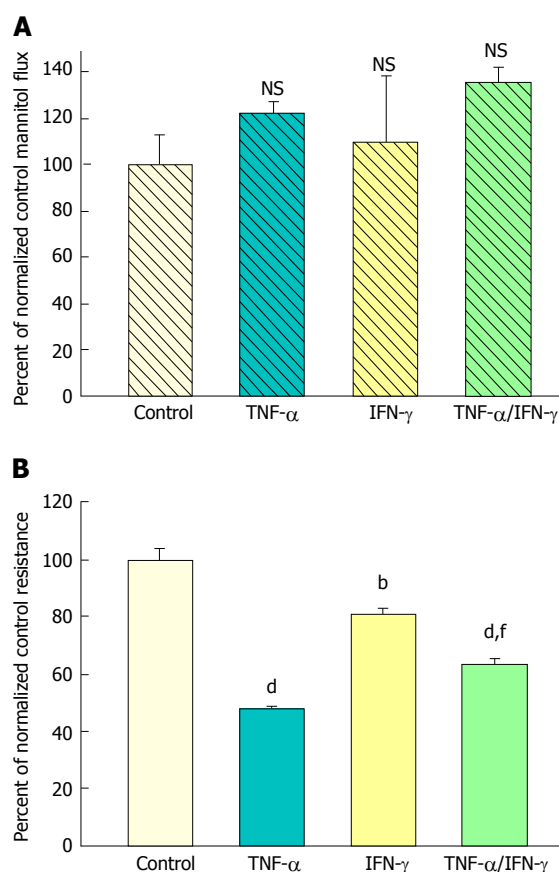 A
Percent of normalized control mannitol flux
140
120
100
80
60
40
20
0
NS
NS
NS
Control
TNF-α
IFN-γ
TNF-α/IFN-γ
B
Percent of normalized control resistance
120
100
80
60
40
20
0
d
b
d,f
Control
TNF-α
IFN-γ
TNF-α/IFN-γ